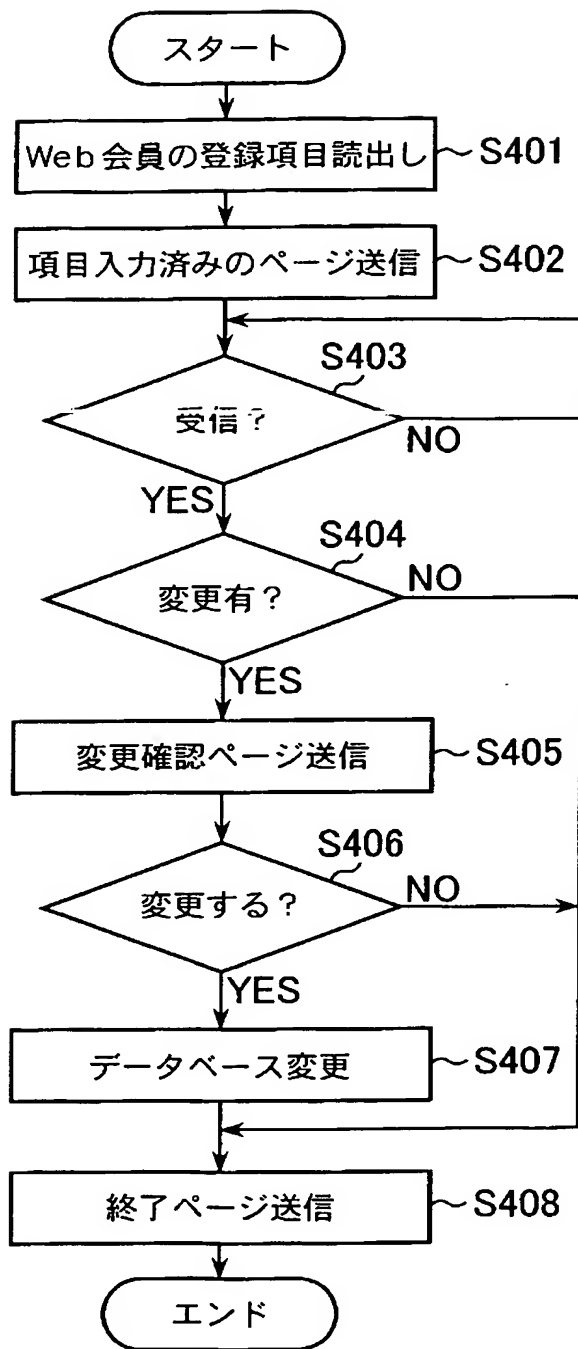 スタート
Web会員の登録項目読出し ~S401
項目入力済みのページ送信 ~S402
S403
受信?
NO
YES
S404
変更有?
NO
YES
変更確認ページ送信 ~S405
S406
変更する?
NO
YES
データベース変更 ~S407
終了ページ送信 ~S408
エンド